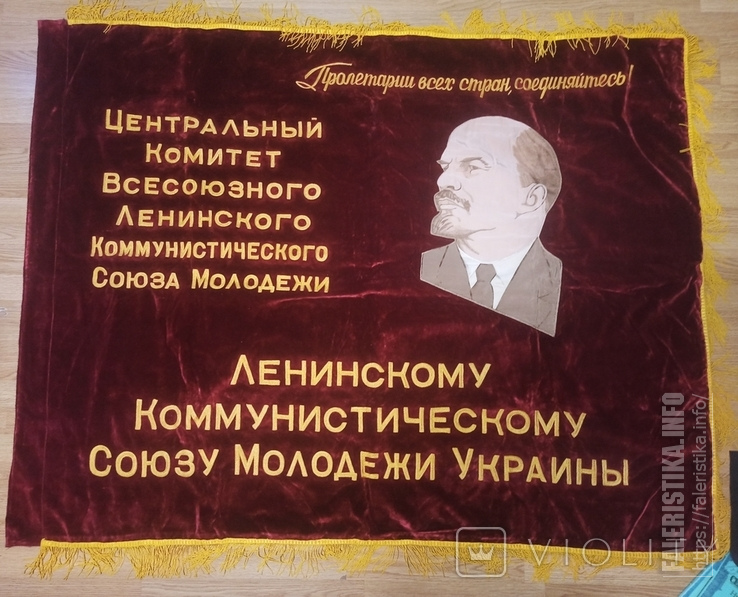 Пролетарии всех стран, соединяйтесь!
Центральный
Комитет
Всесоюзного
Ленинского
Коммунистического
Союза Молодежи
Ленинскому
Коммунистическому
Союзу Молодежи Украины
FALERISTIKA.INFO
https://faleristika.info/